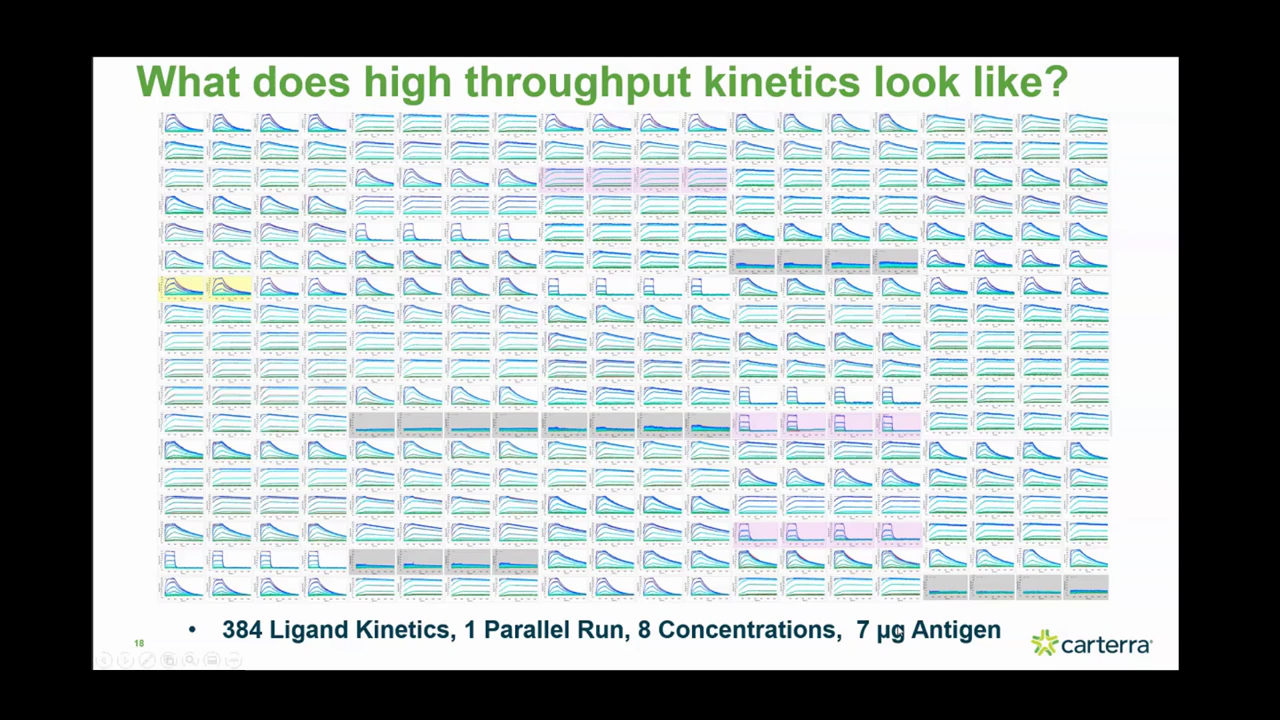 What does high throughput kinetics look like?
• 384 Ligand Kinetics, 1 Parallel Run, 8 Concentrations, 7 µg Antigen
18
carterra